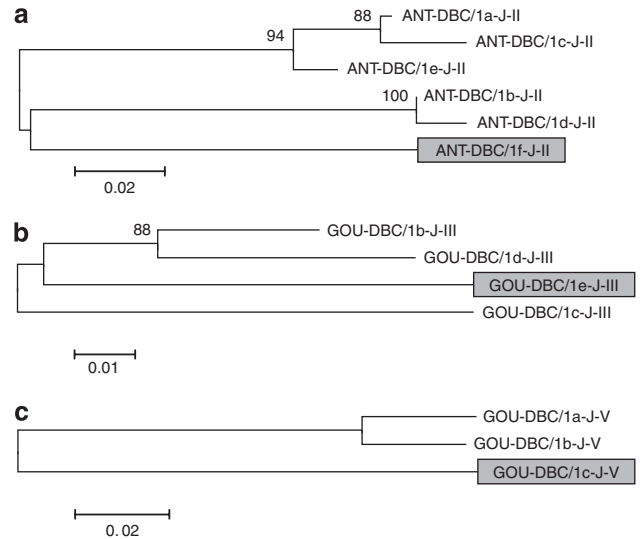 a
88
ANT-DBC/1a-J-II
94
ANT-DBC/1c-J-II
ANT-DBC/1e-J-II
100
ANT-DBC/1b-J-II
ANT-DBC/1d-J-II
ANT-DBC/1f-J-II
0.02
b
88
GOU-DBC/1b-J-III
GOU-DBC/1d-J-III
GOU-DBC/1e-J-III
GOU-DBC/1c-J-III
0.01
c
GOU-DBC/1a-J-V
GOU-DBC/1b-J-V
GOU-DBC/1c-J-V
0.02